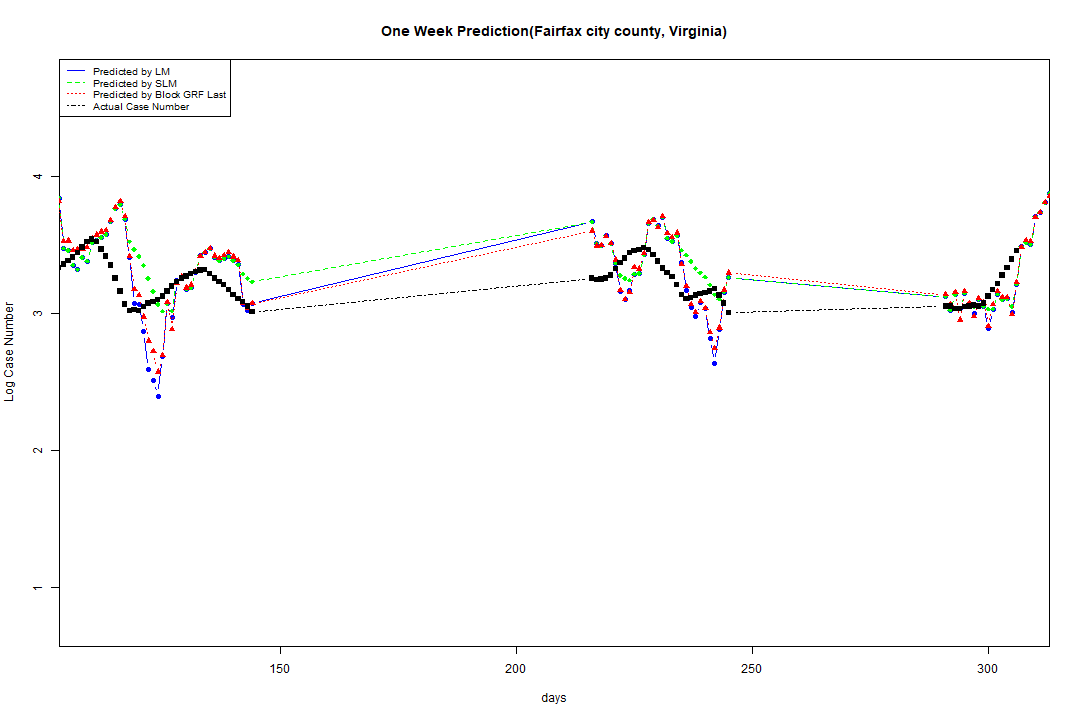 One Week Prediction(Fairfax city county, Virginia)
Predicted by LM
Predicted by SLM
Predicted by Block GRF Last
Actual Case Number
4
3
2
1
Log Case Number
150
200
250
300
days